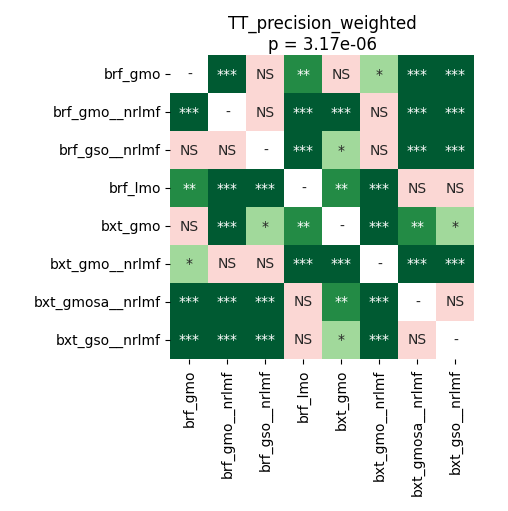 TT_precision_weighted
p = 3.17e-06
brf_gmo - *** NS ** NS * *** ***
brf_gmo__nrlmf *** - NS *** *** NS *** ***
brf_gso__nrlmf NS NS - *** * NS *** ***
brf_lmo ** *** *** - ** *** NS NS
bxt_gmo NS *** * ** - *** ** *
bxt_gmo__nrlmf * NS NS *** *** - *** ***
bxt_gmosa__nrlmf *** *** *** NS ** *** - NS
bxt_gso__nrlmf *** *** *** NS * *** NS -
brf_gmo
brf_gmo__nrlmf
brf_gso__nrlmf
brf_lmo
bxt_gmo
bxt_gmo__nrlmf
bxt_gmosa__nrlmf
bxt_gso__nrlmf